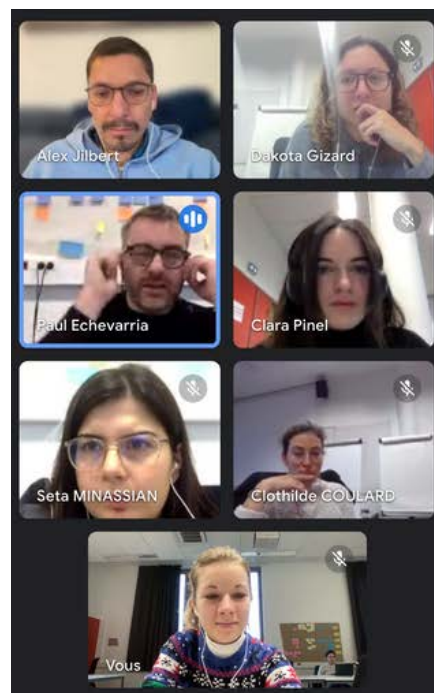 Alex Jilbert
Dakota Gizard
Paul Echevarria
Clara Pinel
Seta MINASSIAN
Clothilde COULARD
Vous